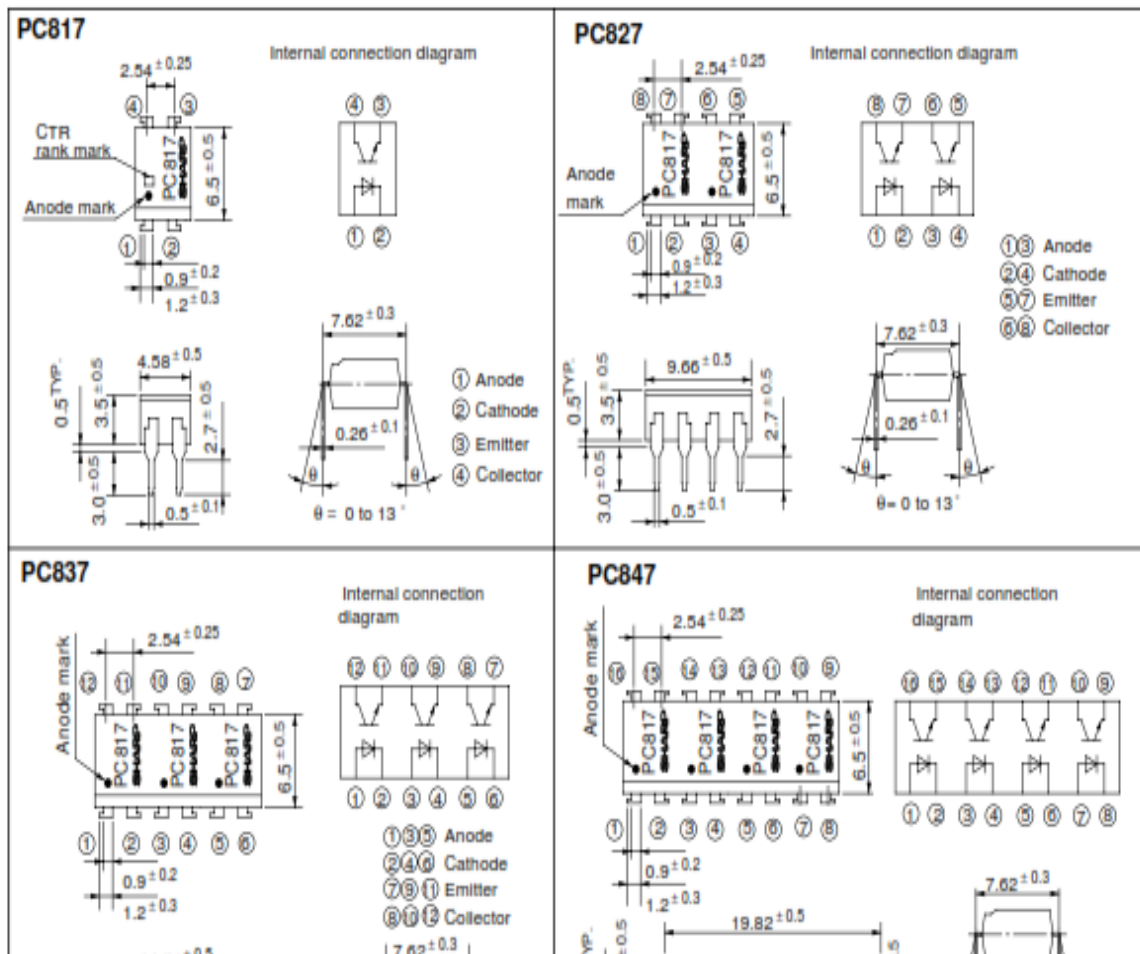 PC817
Internal connection diagram
2.54 ± 0.25
④ ③
④ ③
CTR
rank mark
PC817
SHARP
6.5 ± 0.5
Anode mark
① ②
① ②
0.9 ± 0.2
1.2 ± 0.3
7.62 ± 0.3
4.58 ± 0.5
0.5 TYP.
3.5 ± 0.5
2.7 ± 0.5
0.26 ± 0.1
3.0 ± 0.5
0.5 ± 0.1
θ θ
θ = 0 to 13 °
① Anode
② Cathode
③ Emitter
④ Collector
PC827
Internal connection diagram
2.54 ± 0.25
⑧ ⑦ ⑥ ⑤
⑧ ⑦ ⑥ ⑤
PC817 PC817
SHARP SHARP
6.5 ± 0.5
Anode
mark
① ② ③ ④
① ② ③ ④
0.9 ± 0.2
1.2 ± 0.3
①③ Anode
②④ Cathode
⑤⑦ Emitter
⑥⑧ Collector
7.62 ± 0.3
9.66 ± 0.5
0.5 TYP.
3.5 ± 0.5
2.7 ± 0.5
0.26 ± 0.1
3.0 ± 0.5
0.5 ± 0.1
θ θ
θ= 0 to 13 °
PC837
Internal connection
diagram
Anode mark
2.54 ± 0.25
⑫ ⑪ ⑩ ⑨ ⑧ ⑦
⑫ ⑪ ⑩ ⑨ ⑧ ⑦
PC817 PC817 PC817
SHARP SHARP SHARP
6.5 ± 0.5
① ② ③ ④ ⑤ ⑥
① ② ③ ④ ⑤ ⑥
0.9 ± 0.2
1.2 ± 0.3
①③⑤ Anode
②④⑥ Cathode
⑦⑨⑪ Emitter
⑧⑩⑫ Collector
7.62 ± 0.3
PC847
Internal connection
diagram
Anode mark
2.54 ± 0.25
⑯ ⑮ ⑭ ⑬ ⑫ ⑪ ⑩ ⑨
⑯ ⑮ ⑭ ⑬ ⑫ ⑪ ⑩ ⑨
PC817 PC817 PC817 PC817
SHARP SHARP SHARP SHARP
6.5 ± 0.5
① ② ③ ④ ⑤ ⑥ ⑦ ⑧
① ② ③ ④ ⑤ ⑥ ⑦ ⑧
0.9 ± 0.2
1.2 ± 0.3
19.82 ± 0.5
7.62 ± 0.3